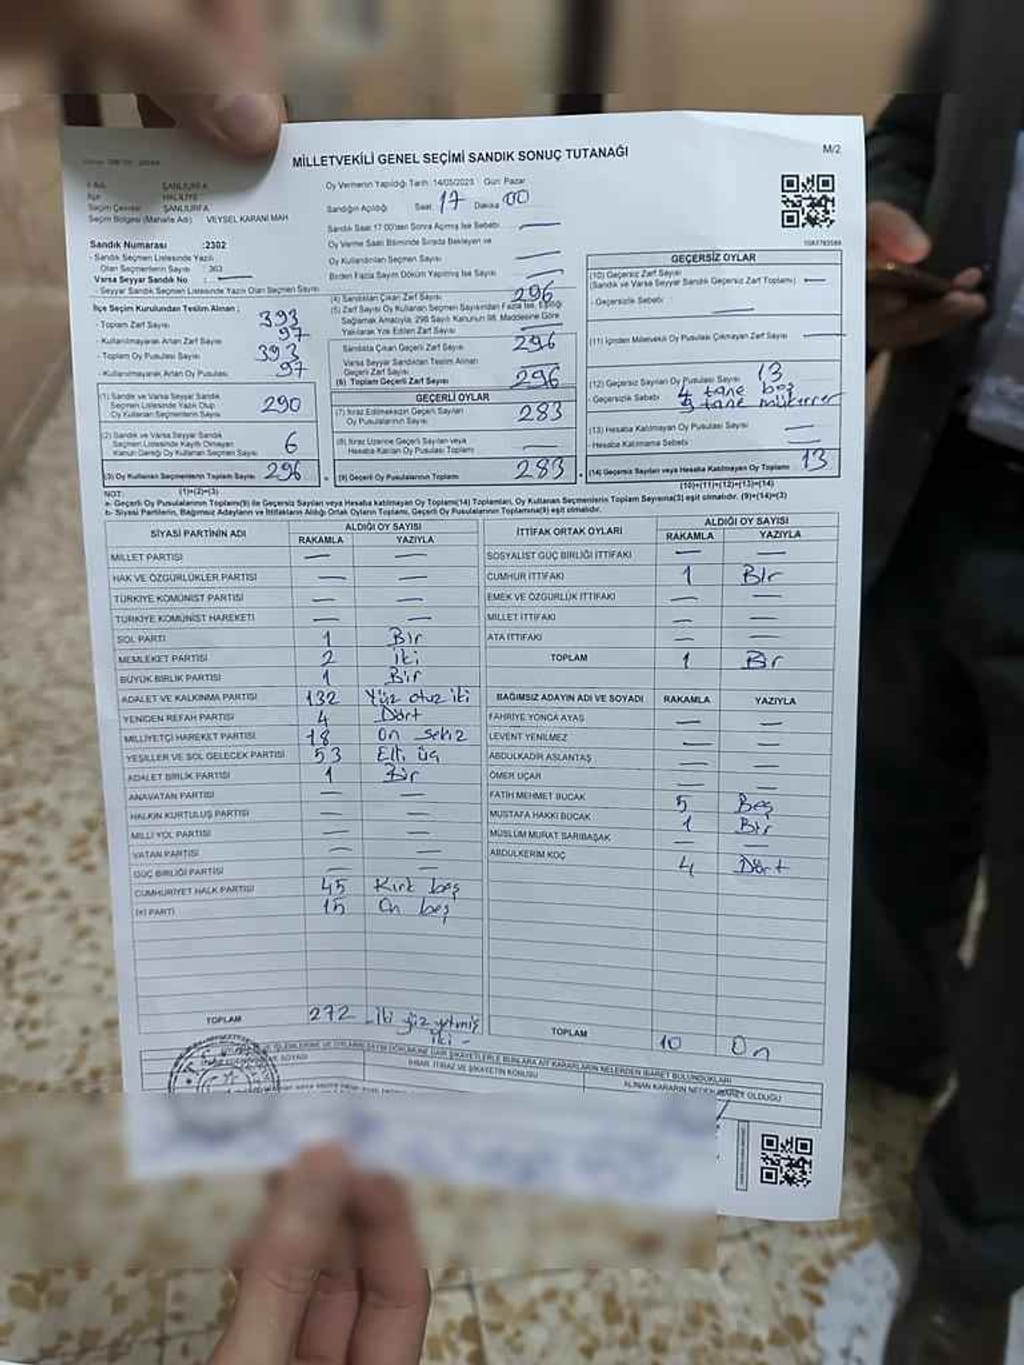 MİLLETVEKİLİ GENEL SEÇİMİ SANDIK SONUÇ TUTANAĞI
M/2
İl Adı: ŞANLIURFA
İlçe HALİLİYE
Seçim Çevresi ŞANLIURFA
Seçim Bölgesi (Mahalle Adı) VEYSEL KARANİ MAH
Sandık Numarası :2302
- Sandık Seçmen Listesinde Yazılı
Olan Seçmenlerin Sayısı : 363
Varsa Seyyar Sandık No : —
- Seyyar Sandık Seçmen Listesinde Yazılı Olan Seçmen Sayısı
İlçe Seçim Kurulundan Teslim Alınan ;
- Toplam Zarf Sayısı 393
- Kullanılmayarak Artan Zarf Sayısı 97
- Toplam Oy Pusulası Sayısı 393
- Kullanılmayarak Artan Oy Pusulası 97
(1) Sandık ve Varsa Seyyar Sandık
Seçmen Listesinde Yazılı Olup
Oy Kullanan Seçmenlerin Sayısı 290
(2) Sandık ve Varsa Seyyar Sandık
Seçmen Listesinde Kayıtlı Olmayan
Kanun Gereği Oy Kullanan Seçmen Sayısı 6
(3) Oy Kullanan Seçmenlerin Toplam Sayısı 296
(1)+(2)=(3)
Oy Vermenin Yapıldığı Tarih :14/05/2023 Gün: Pazar
Sandığın Açıldığı Saat: 17 Dakika 00
Sandık Saat 17:00'den Sonra Açılmış İse Sebebi —
Oy Verme Saati Bitiminde Sırada Bekleyen ve
Oy Kullandırılan Seçmen Sayısı —
Birden Fazla Sayım Dökum Yapılmış İse Sayısı —
(4) Sandıktan Çıkan Zarf Sayısı 296
(5) Zarf Sayısı Oy Kullanan Seçmen Sayısından Fazla İse, Eşitliği
Sağlamak Amacıyla, 298 Sayılı Kanunun 98. Maddesine Göre
Yakılarak Yok Edilen Zarf Sayısı —
Sandıkta Çıkan Geçerli Zarf Sayısı 296
Varsa Seyyar Sandıktan Teslim Alınan
Geçerli Zarf Sayısı —
(6) Toplam Geçerli Zarf Sayısı 296
GEÇERLİ OYLAR
(7) İtiraz Edilmeksizin Geçerli Sayılan
Oy Pusulalarının Sayısı 283
(8) İtiraz Üzerine Geçerli Sayılan veya
Hesaba Katılan Oy Pusulası Toplamı —
(9) Geçerli Oy Pusulalarının Toplamı 283
GEÇERSİZ OYLAR
(10) Geçersiz Zarf Sayısı
(Sandık ve Varsa Seyyar Sandık Geçersiz Zarf Toplamı) —
- Geçersizlik Sebebi : —
(11) İçinden Milletvekili Oy Pusulası Çıkmayan Zarf Sayısı —
(12) Geçersiz Sayılan Oy Pusulası Sayısı 13
- Geçersizlik Sebebi 4 tane boş
9 tane mükerrer
(13) Hesaba Katılmayan Oy Pusulası Sayısı —
- Hesaba Katılmama Sebebi —
(14) Geçersiz Sayılan veya Hesaba Katılmayan Oy Pusulası Toplamı 13
(10)+(11)+(12)+(13)=(14)
NOT:
a- Geçerli Oy Pusulalarının Toplamı(9) ile Geçersiz Sayılan veya Hesaba katılmayan Oy Pusulası Toplamı(14) Toplamları, Oy Kullanan Seçmenlerin Toplam Sayısına(3) eşit olmalıdır. (9)+(14)=(3)
b- Siyasi Partilerin, Bağımsız Adayların ve İttifakların Aldığı Ortak Oyların Toplamı, Geçerli Oy Pusulalarının Toplamına(9) eşit olmalıdır.
SİYASİ PARTİNİN ADI ALDIĞI OY SAYISI
RAKAMLA YAZIYLA
MİLLET PARTİSİ — —
HAK VE ÖZGÜRLÜKLER PARTİSİ — —
TÜRKİYE KOMÜNİST PARTİSİ — —
TÜRKİYE KOMÜNİST HAREKETİ — —
SOL PARTİ 1 Bir
MEMLEKET PARTİSİ 2 iki
BÜYÜK BİRLİK PARTİSİ 1 Bir
ADALET VE KALKINMA PARTİSİ 132 Yüz otuz iki
YENİDEN REFAH PARTİSİ 4 Dört
MİLLİYETÇİ HAREKET PARTİSİ 18 On sekiz
YEŞİLLER VE SOL GELECEK PARTİSİ 53 Elli üç
ADALET BİRLİK PARTİSİ 1 Bir
ANAVATAN PARTİSİ — —
HALKIN KURTULUŞ PARTİSİ — —
MİLLİ YOL PARTİSİ — —
VATAN PARTİSİ — —
GÜÇ BİRLİĞİ PARTİSİ — —
CUMHURİYET HALK PARTİSİ 45 Kırk beş
İYİ PARTİ 15 On beş
TOPLAM 272 iki yüz yetmiş
iki -
İTTİFAK ORTAK OYLARI ALDIĞI OY SAYISI
RAKAMLA YAZIYLA
SOSYALİST GÜÇ BİRLİĞİ İTTİFAKI — —
CUMHUR İTTİFAKI 1 Bir
EMEK VE ÖZGÜRLÜK İTTİFAKI — —
MİLLET İTTİFAKI — —
ATA İTTİFAKI — —
TOPLAM 1 Bir
BAĞIMSIZ ADAYIN ADI VE SOYADI RAKAMLA YAZIYLA
FAHRİYE YONCA AYAS — —
LEVENT YENİLMEZ — —
ABDULKADİR ASLANTAŞ — —
ÖMER UÇAR — —
FATİH MEHMET BUCAK 5 Beş
MUSTAFA HAKKI BUCAK 1 Bir
MÜSLÜM MURAT SARIBAŞAK — —
ABDULKERİM KOÇ 4 Dört
TOPLAM 10 On
İHBAR, İTİRAZ VE ŞİKAYETİN KONUSU